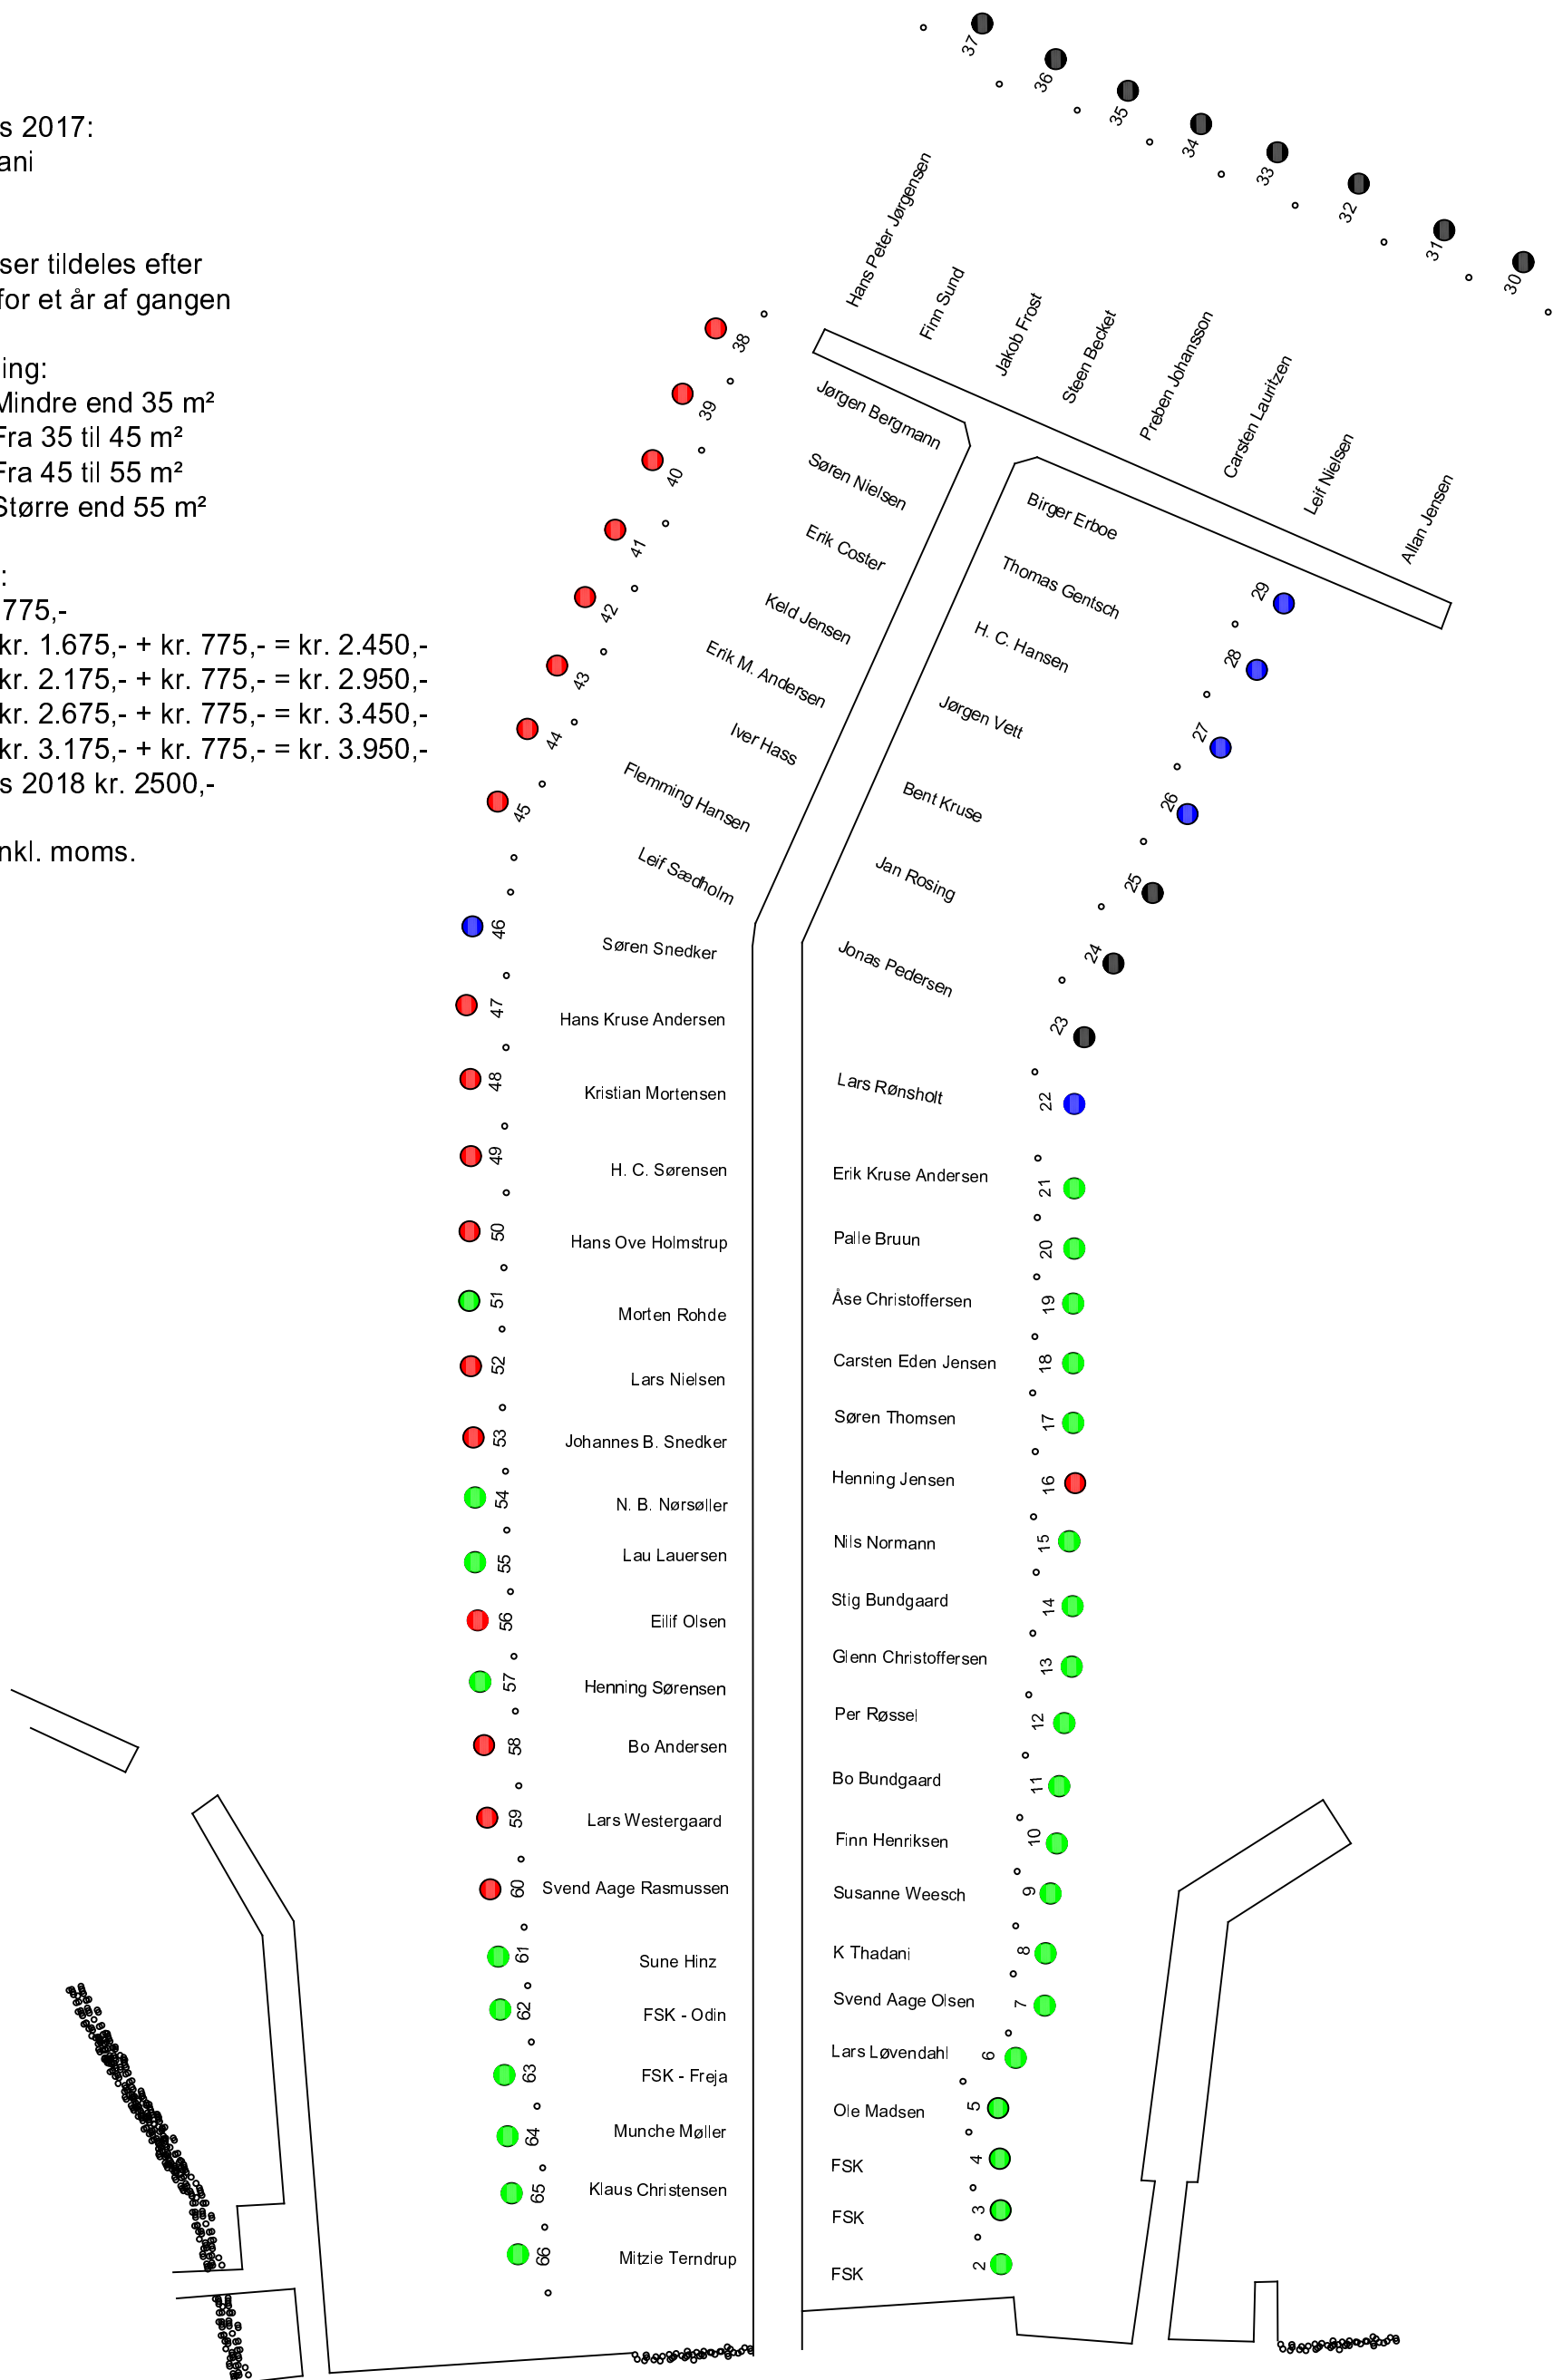 s 2017:
ani
ser tildeles efter
for et år af gangen
ing:
Mindre end 35 m²
Fra 35 til 45 m²
Fra 45 til 55 m²
Større end 55 m²
:
775,-
kr. 1.675,- + kr. 775,- = kr. 2.450,-
kr. 2.175,- + kr. 775,- = kr. 2.950,-
kr. 2.675,- + kr. 775,- = kr. 3.450,-
kr. 3.175,- + kr. 775,- = kr. 3.950,-
s 2018 kr. 2500,-
nkl. moms.
37
36
35
34
33
32
31
30
Hans Peter Jørgensen
Finn Sund
Jakob Frost
Steen Becket
Preben Johansson
Carsten Lauritzen
Leif Nielsen
Allan Jensen
38
Jørgen Bergmann
39
Søren Nielsen
40
Erik Coster
41
Keld Jensen
42
Erik M. Andersen
43
Iver Hass
44
Flemming Hansen
45
Leif Sædholm
46
Søren Snedker
47
Hans Kruse Andersen
48
Kristian Mortensen
49
H. C. Sørensen
50
Hans Ove Holmstrup
51
Morten Rohde
52
Lars Nielsen
53
Johannes B. Snedker
54
N. B. Nørsøller
55
Lau Lauersen
56
Eilif Olsen
57
Henning Sørensen
58
Bo Andersen
59
Lars Westergaard
60
Svend Aage Rasmussen
61
Sune Hinz
62
FSK - Odin
63
FSK - Freja
64
Munche Møller
65
Klaus Christensen
66
Mitzie Terndrup
Birger Erboe
29
Thomas Gentsch
28
H. C. Hansen
27
Jørgen Vett
26
Bent Kruse
25
Jan Rosing
24
Jonas Pedersen
23
Lars Rønsholt
22
Erik Kruse Andersen
21
Palle Bruun
20
Åse Christoffersen
19
Carsten Eden Jensen
18
Søren Thomsen
17
Henning Jensen
16
Nils Normann
15
Stig Bundgaard
14
Glenn Christoffersen
13
Per Røssel
12
Bo Bundgaard
11
Finn Henriksen
10
Susanne Weesch
9
K Thadani
8
Svend Aage Olsen
7
Lars Løvendahl
6
Ole Madsen
5
FSK
4
FSK
3
FSK
2